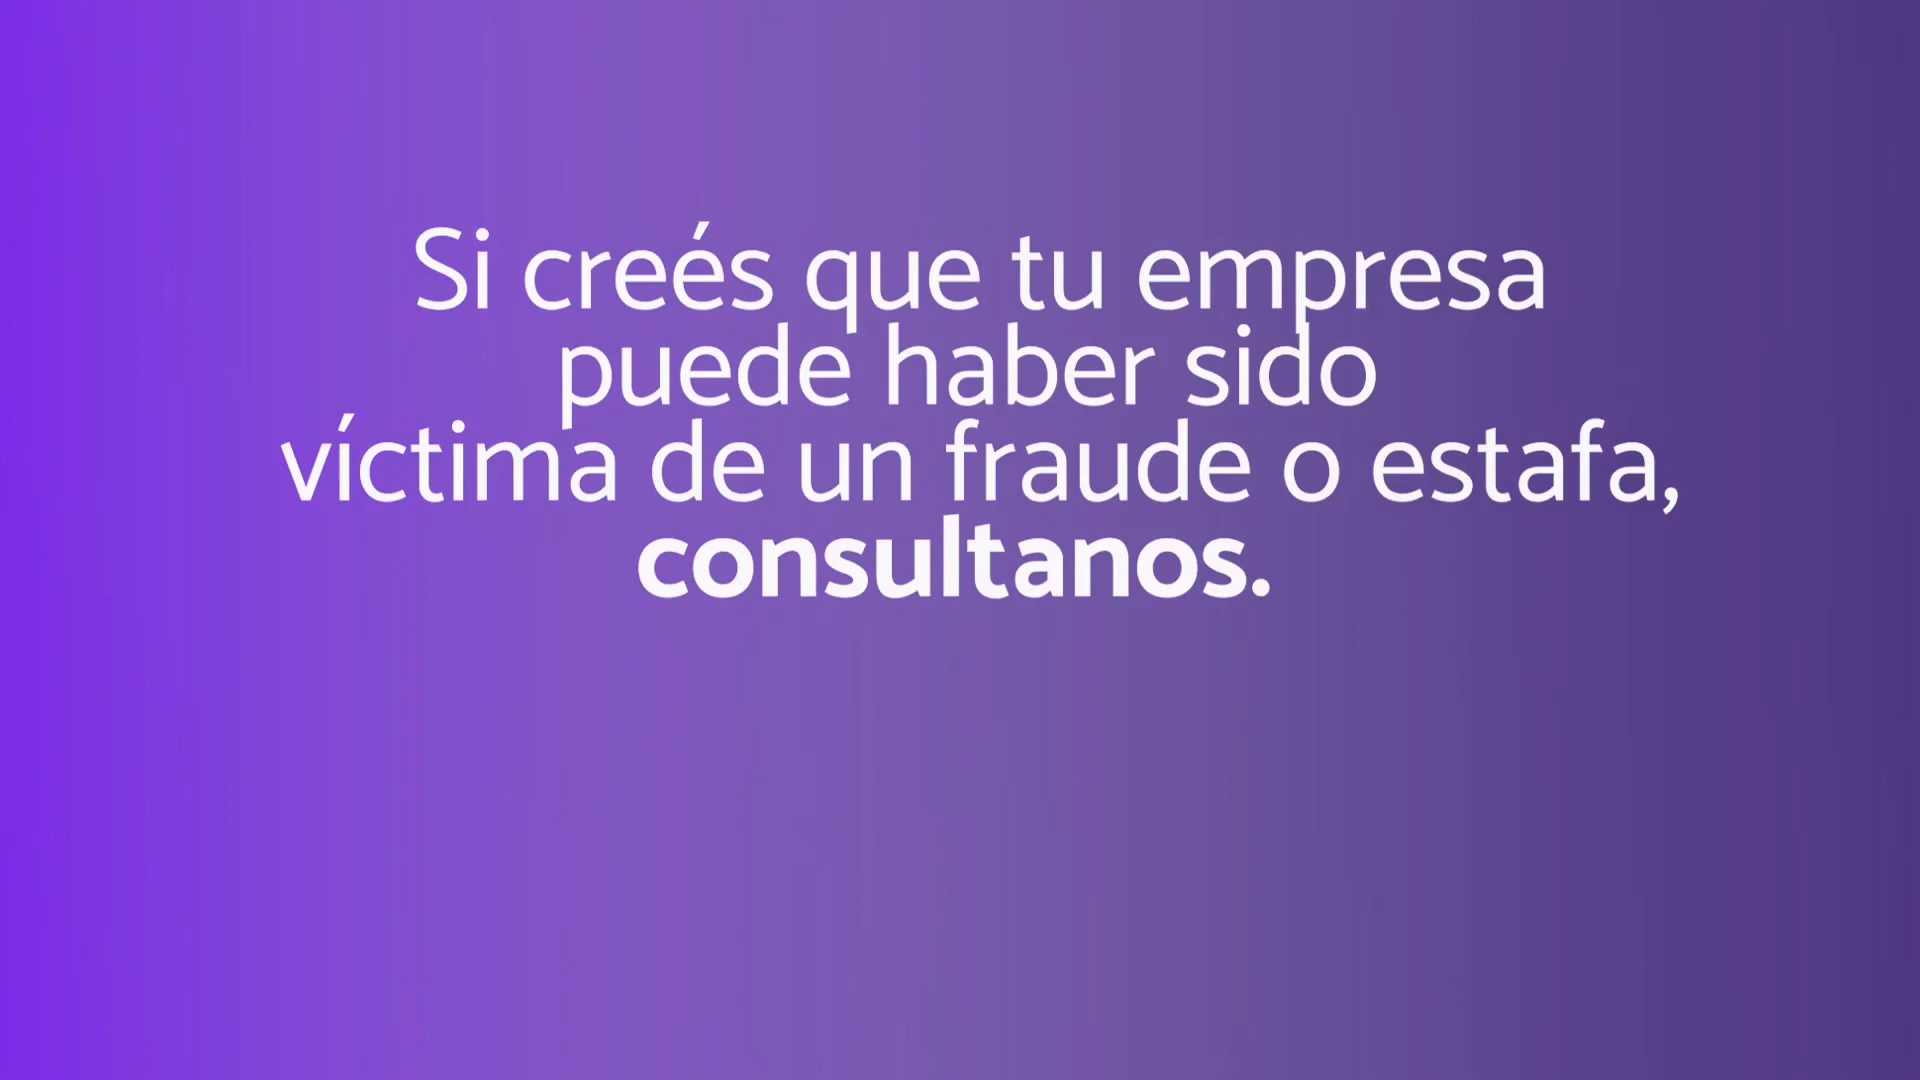 Si creés que tu empresa
puede haber sido
víctima de un fraude o estafa,
consultanos.